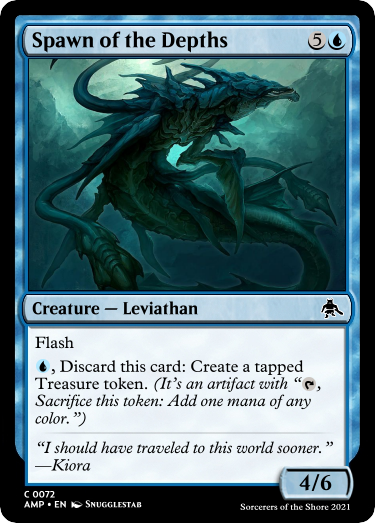 Spawn of the Depths 5
Creature — Leviathan
Flash
, Discard this card: Create a tapped
Treasure token. (It's an artifact with “,
Sacrifice this token: Add one mana of any
color.”)
“I should have traveled to this world sooner.”
—Kiora
4/6
C 0072
AMP • EN Snugglestab
Sorcerers of the Shore 2021